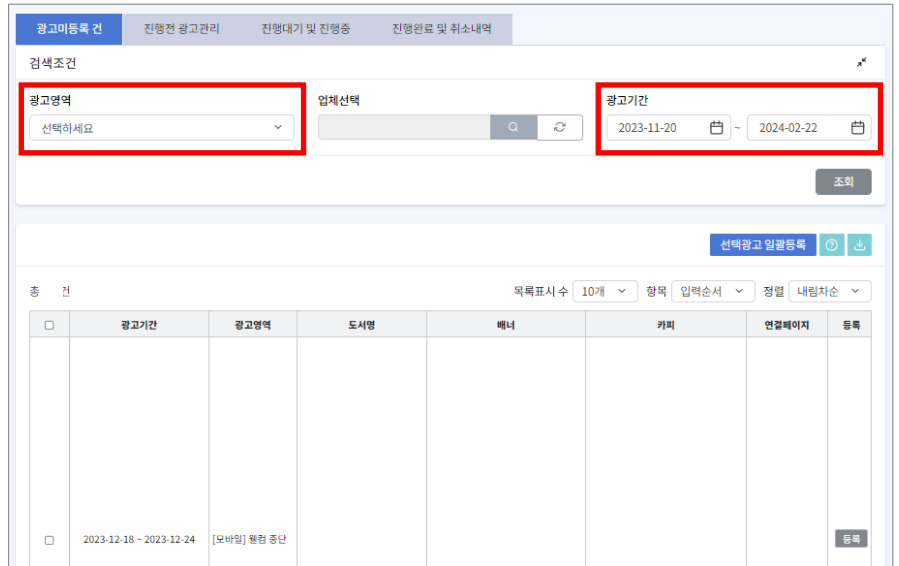 광고미등록 건 진행전 광고관리 진행대기 및 진행중 진행완료 및 취소내역
검색조건
광고영역 업체선택 광고기간
선택하세요 2023-11-20 ~ 2024-02-22
조회
선택광고 일괄등록
총 건 목록표시 수 10개 항목 입력순서 정렬 내림차순
광고기간 광고영역 도서명 배너 카피 연결페이지 등록
2023-12-18 ~ 2023-12-24 [모바일] 웰컴 중단 등록